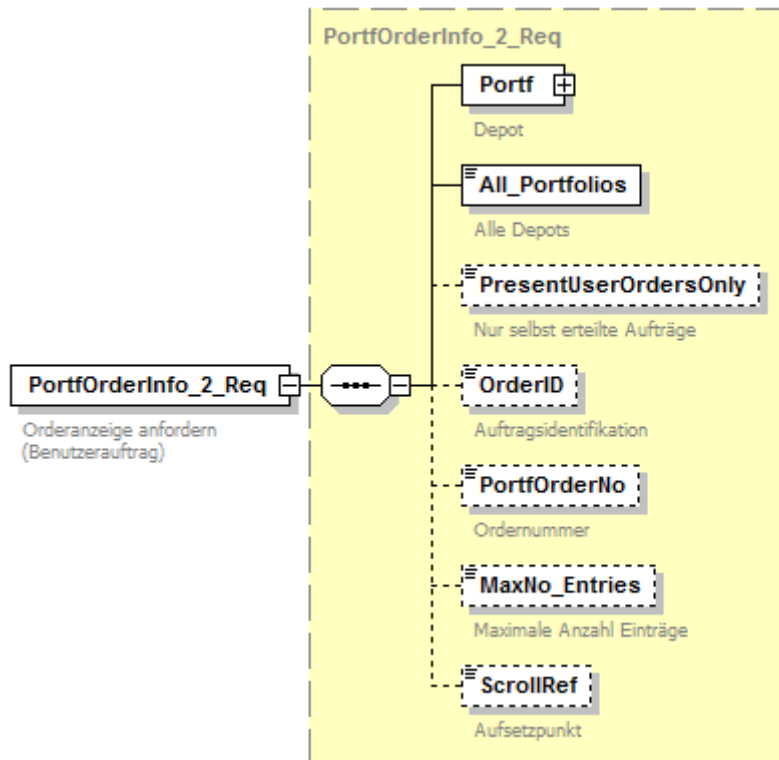 PortfOrderInfo_2_Req
Portf
Depot
All_Portfolios
Alle Depots
PresentUserOrdersOnly
Nur selbst erteilte Aufträge
PortfOrderInfo_2_Req
Orderanzeige anfordern
(Benutzerauftrag)
OrderID
Auftragsidentifikation
PortfOrderNo
Ordernummer
MaxNo_Entries
Maximale Anzahl Einträge
ScrollRef
Aufsetzpunkt